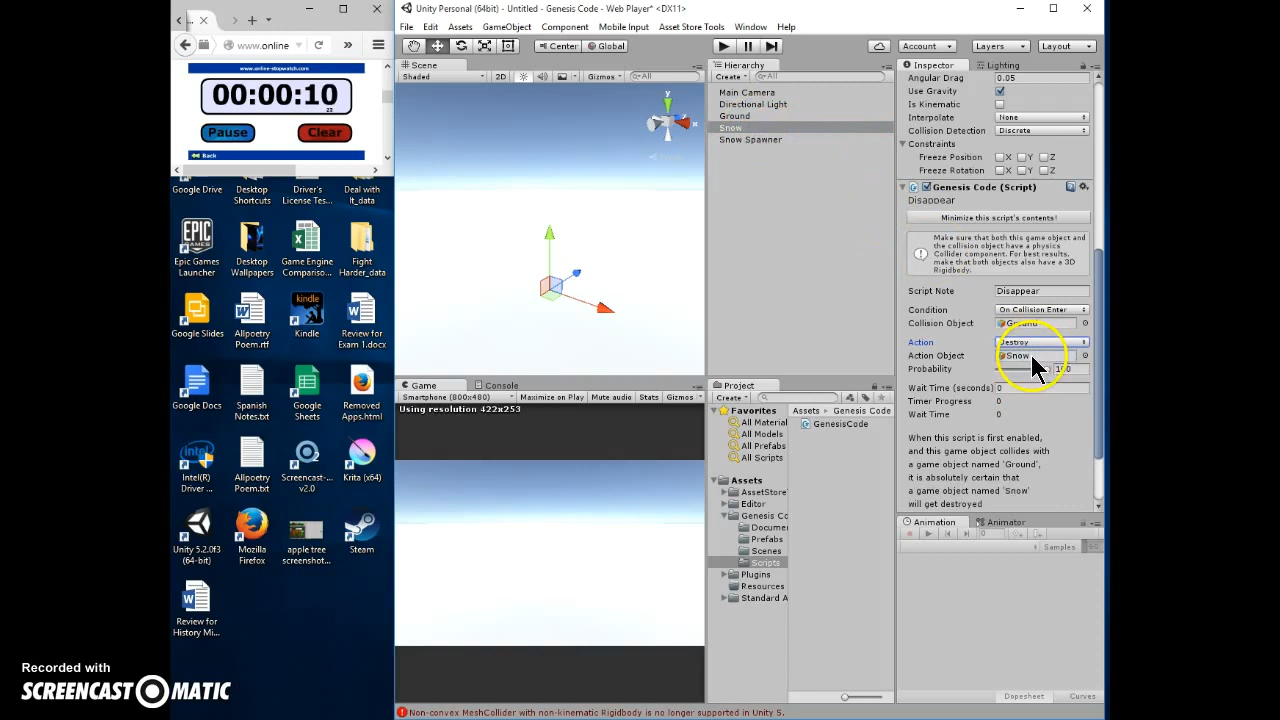 Unity Personal (64bit) - Untitled - Genesis Code - Web Player* <DX11>
www.online
File Edit Assets GameObject Component Mobile Input Asset Store Tools Window Help
Center Global
Account Layers Layout
www.online-stopwatch.com
00:00:10
22
Pause Clear
Back
Google Drive Desktop Shortcuts Driver's License Tes... Deal with It_data
Epic Games Launcher Desktop Wallpapers Game Engine Compariso... Fight Harder_data
Google Slides Allpoetry Poem.rtf Kindle Review for Exam 1.docx
Google Docs Spanish Notes.txt Google Sheets Removed Apps.html
Intel(R) Driver ... Allpoetry Poem.txt Screencast-... v2.0 Krita (x64)
Unity 5.2.0f3 (64-bit) Mozilla Firefox apple tree screenshot... Steam
Review for History Mi...
Scene
Shaded 2D Gizmos All
y
x
Hierarchy
Create All
Main Camera
Directional Light
Ground
Snow
Snow Spawner
Game Console
Smartphone (800x480) Maximize on Play Mute audio Stats Gizmos
Using resolution 422x253
Project
Create
Favorites
All Material
All Models
All Prefabs
All Scripts
Assets
AssetStore
Editor
Genesis Co
Docume
Prefabs
Scenes
Scripts
Plugins
Resources
Standard A
Assets Genesis Code
GenesisCode
Inspector Lighting
Angular Drag 0.05
Use Gravity
Is Kinematic
Interpolate None
Collision Detection Discrete
Constraints
Freeze Position X Y Z
Freeze Rotation X Y Z
Genesis Code (Script)
Disappear
Minimize this script's contents!
Make sure that both this game object and
the collision object have a physics
Collider component. For best results,
make that both objects also have a 3D
Rigidbody.
Script Note Disappear
Condition On Collision Enter
Collision Object Ground
Action Destroy
Action Object Snow
Probability
Wait Time (seconds) 0
Timer Progress 0
Wait Time 0
When this script is first enabled,
and this game object collides with
a game object named 'Ground',
it is absolutely certain that
a game object named 'Snow'
will get destroyed
Animation Animator
0
Samples
Dopesheet Curves
Non-convex MeshCollider with non-kinematic Rigidbody is no longer supported in Unity 5.
Recorded with
SCREENCAST MATIC